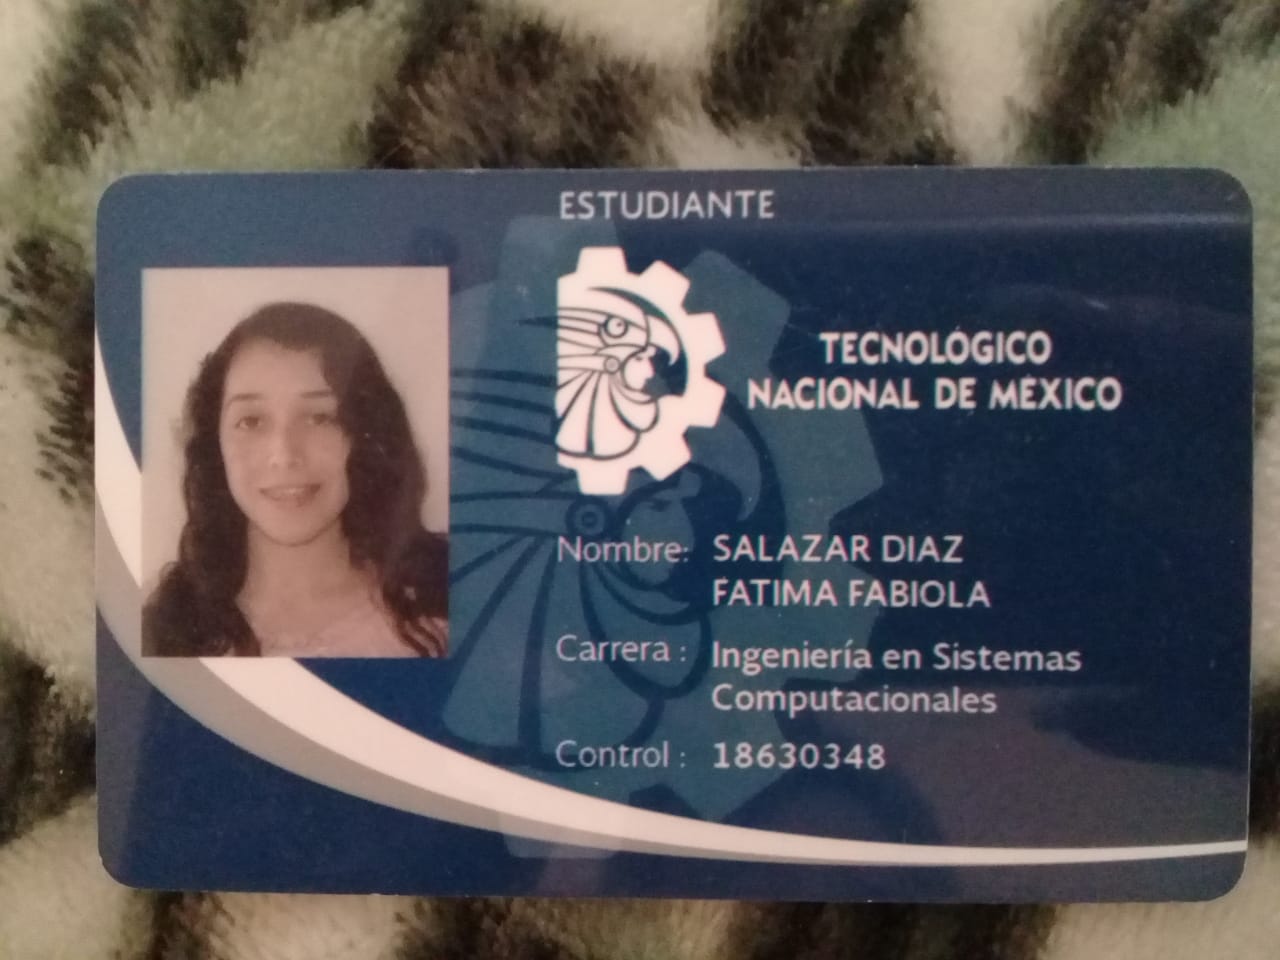 ESTUDIANTE
TECNOLÓGICO
NACIONAL DE MÉXICO
Nombre: SALAZAR DIAZ
FATIMA FABIOLA
Carrera : Ingeniería en Sistemas
Computacionales
Control : 18630348